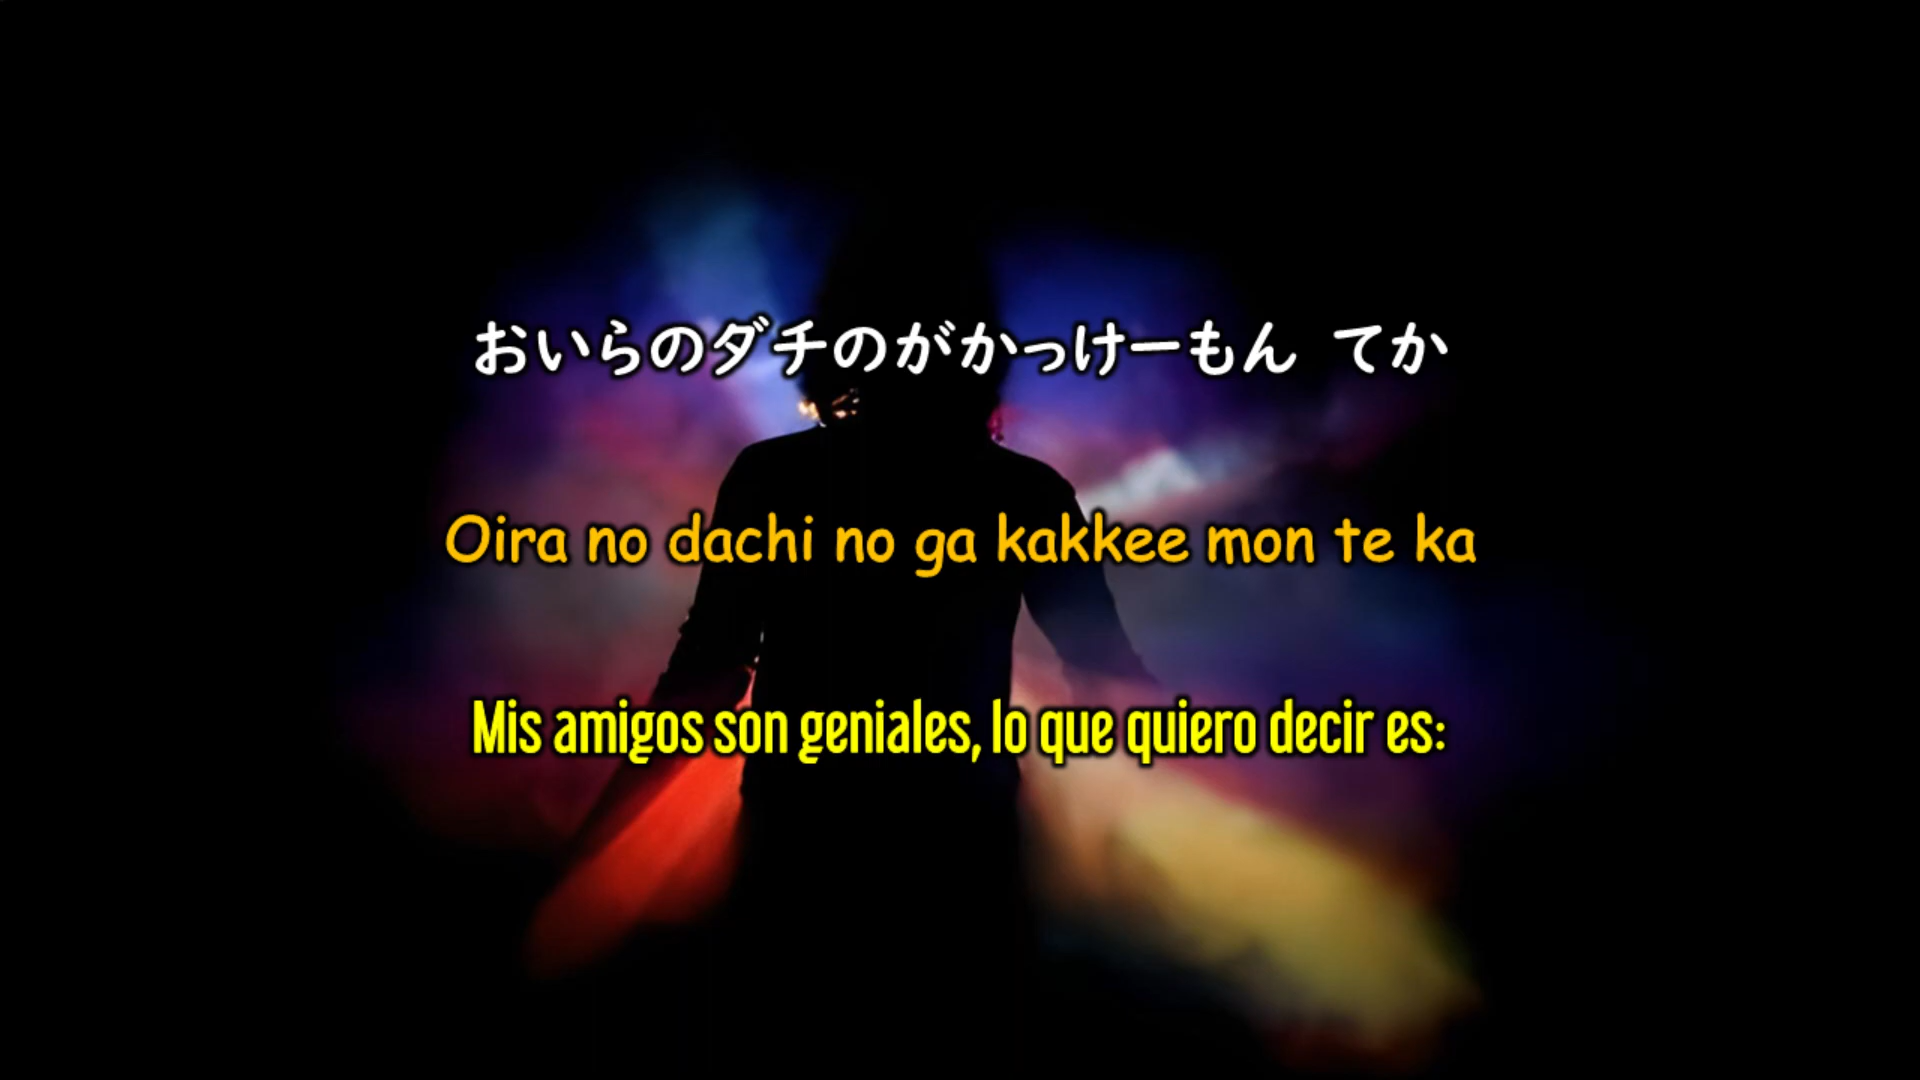 おいらのダチのがかっけーもん てか
Oira no dachi no ga kakkee mon te ka
Mis amigos son geniales, lo que quiero decir es: